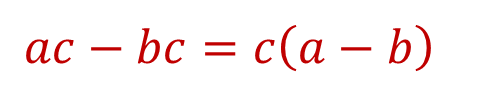 ac − bc = c(a − b)